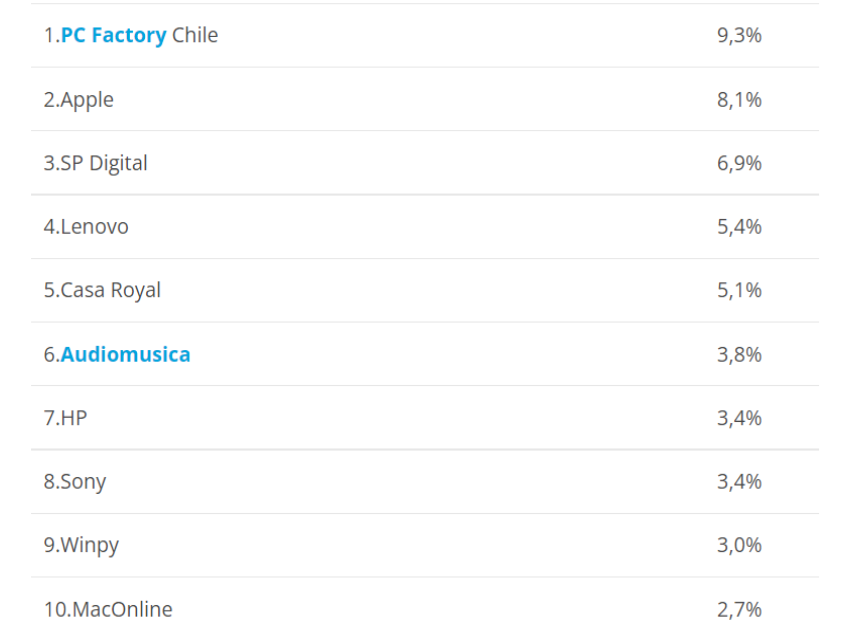 1.PC Factory Chile 9,3%
2.Apple 8,1%
3.SP Digital 6,9%
4.Lenovo 5,4%
5.Casa Royal 5,1%
6.Audiomusica 3,8%
7.HP 3,4%
8.Sony 3,4%
9.Winpy 3,0%
10.MacOnline 2,7%